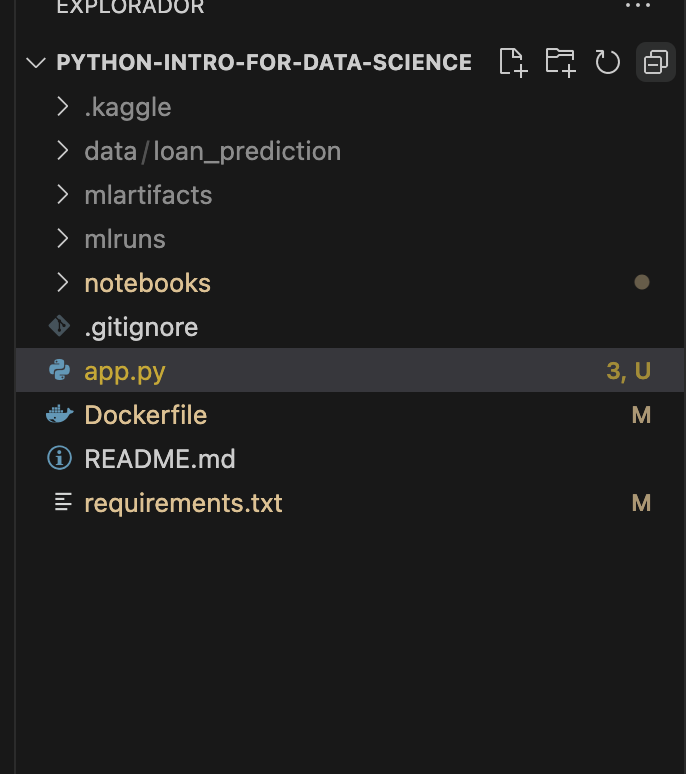 EXPLORADOR
PYTHON-INTRO-FOR-DATA-SCIENCE
.kaggle
data/loan_prediction
mlartifacts
mlruns
notebooks
.gitignore
app.py 3, U
Dockerfile M
README.md
requirements.txt M